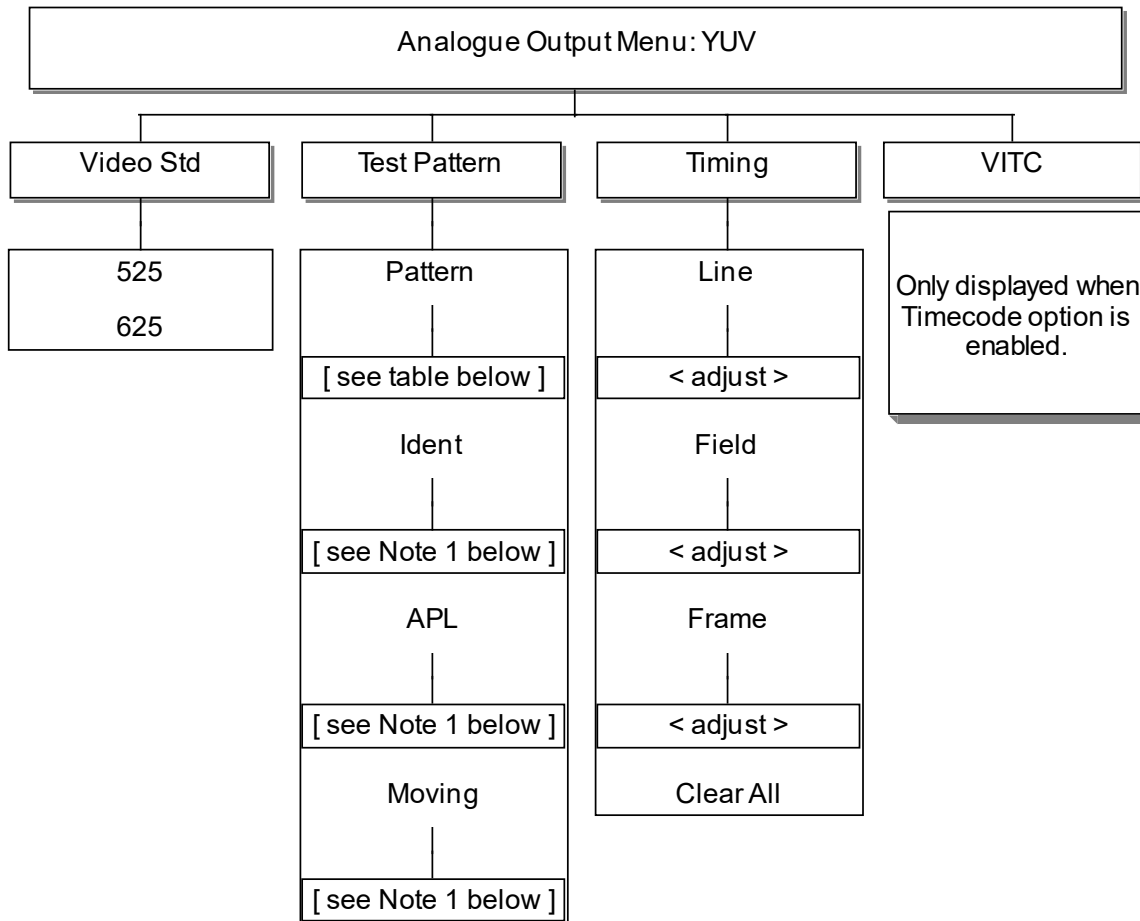 Analogue Output Menu: YUV
Video Std
525
625
Test Pattern
Pattern
[ see table below ]
Ident
[ see Note 1 below ]
APL
[ see Note 1 below ]
Moving
[ see Note 1 below ]
Timing
Line
< adjust >
Field
< adjust >
Frame
< adjust >
Clear All
VITC
Only displayed when
Timecode option is
enabled.